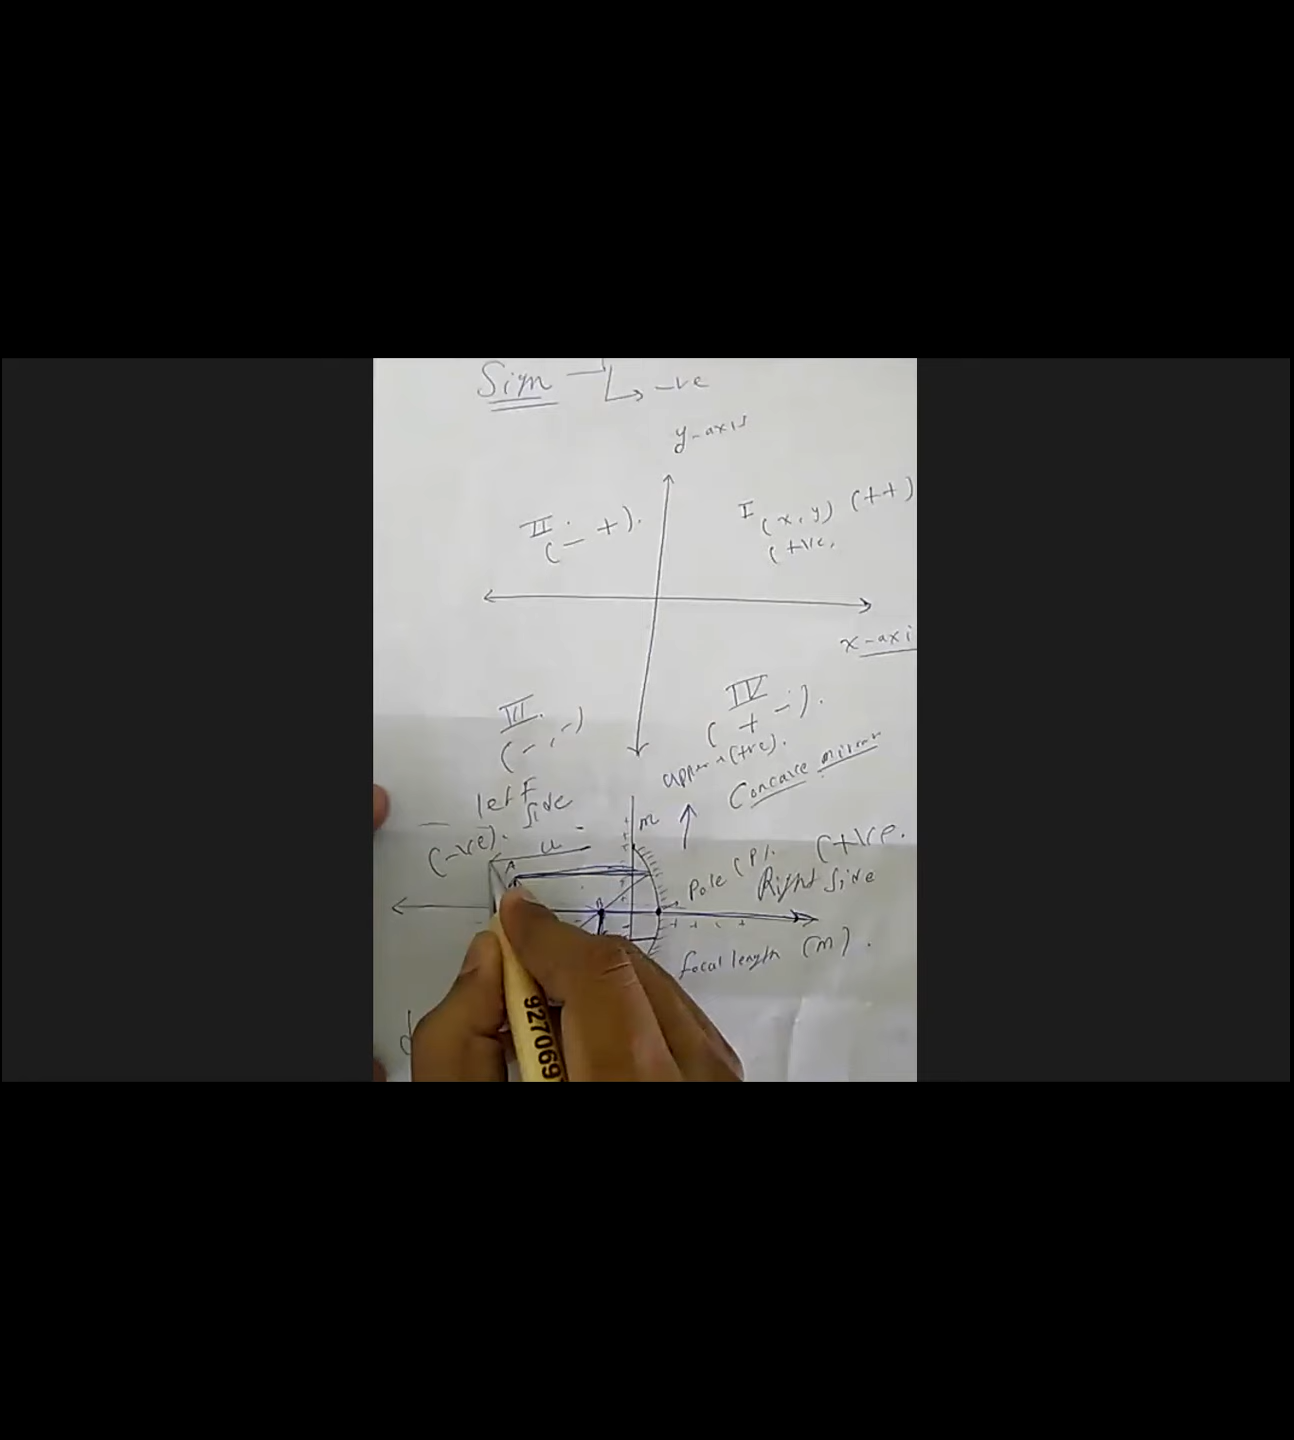 Sign → -ve
y-axis
II
(- +).
I
(x, y) (++)
(+ve,
x-axi
III.
(-, -)
IV
(+ -).
upper (+ve).
Concave mirror
left
side
(-ve).
u
m
A
Pole (P).
(+ve.
Right side
B
focal length (m).
927069